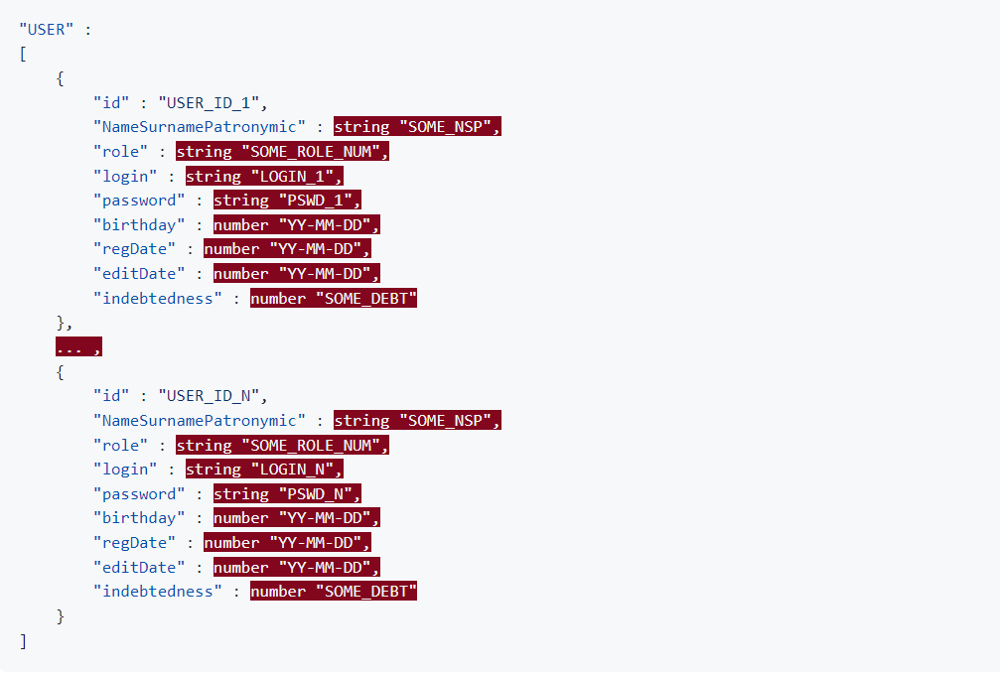 "USER" :
[
{
"id" : "USER_ID_1",
"NameSurnamePatronymic" : string "SOME_NSP",
"role" : string "SOME_ROLE_NUM",
"login" : string "LOGIN_1",
"password" : string "PSWD_1",
"birthday" : number "YY-MM-DD",
"regDate" : number "YY-MM-DD",
"editDate" : number "YY-MM-DD",
"indebtedness" : number "SOME_DEBT"
},
... ,
{
"id" : "USER_ID_N",
"NameSurnamePatronymic" : string "SOME_NSP",
"role" : string "SOME_ROLE_NUM",
"login" : string "LOGIN_N",
"password" : string "PSWD_N",
"birthday" : number "YY-MM-DD",
"regDate" : number "YY-MM-DD",
"editDate" : number "YY-MM-DD",
"indebtedness" : number "SOME_DEBT"
}
]